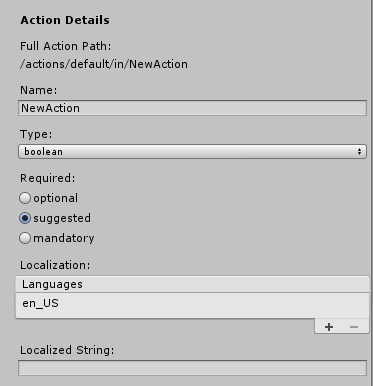 Action Details
Full Action Path:
/actions/default/in/NewAction
Name:
NewAction
Type:
boolean
Required:
optional
suggested
mandatory
Localization:
Languages
en_US
+ −
Localized String: